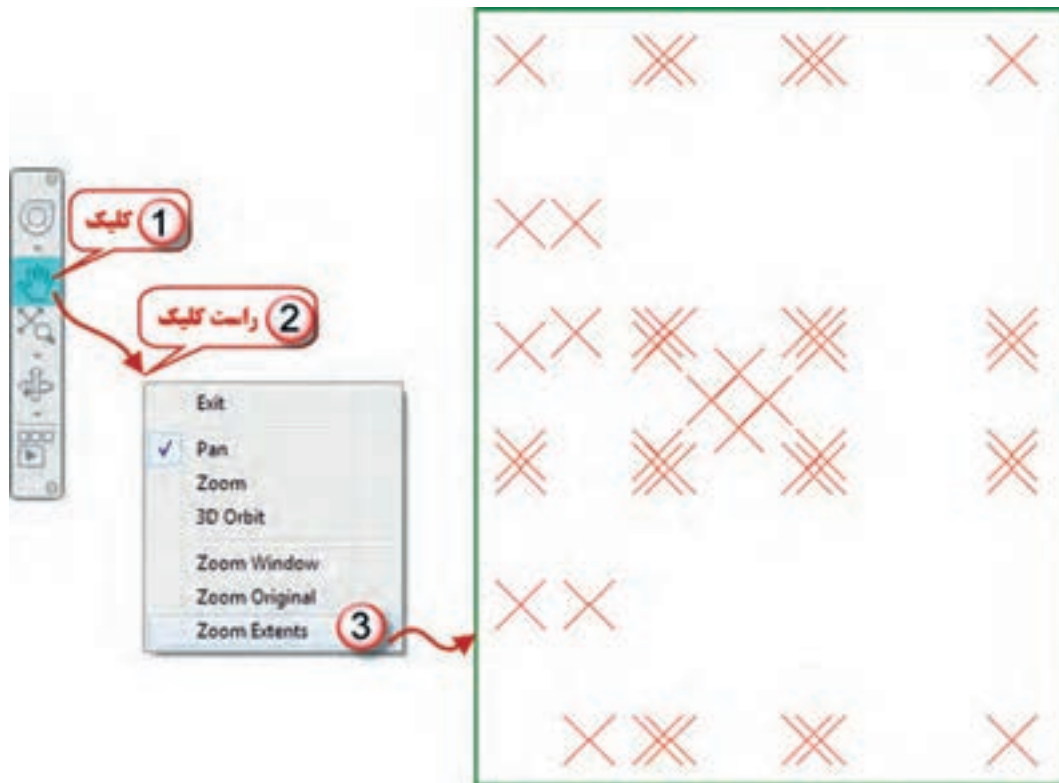 1 کلیک
2 راست کلیک
Exit
Pan
Zoom
3D Orbit
Zoom Window
Zoom Original
Zoom Extents 3